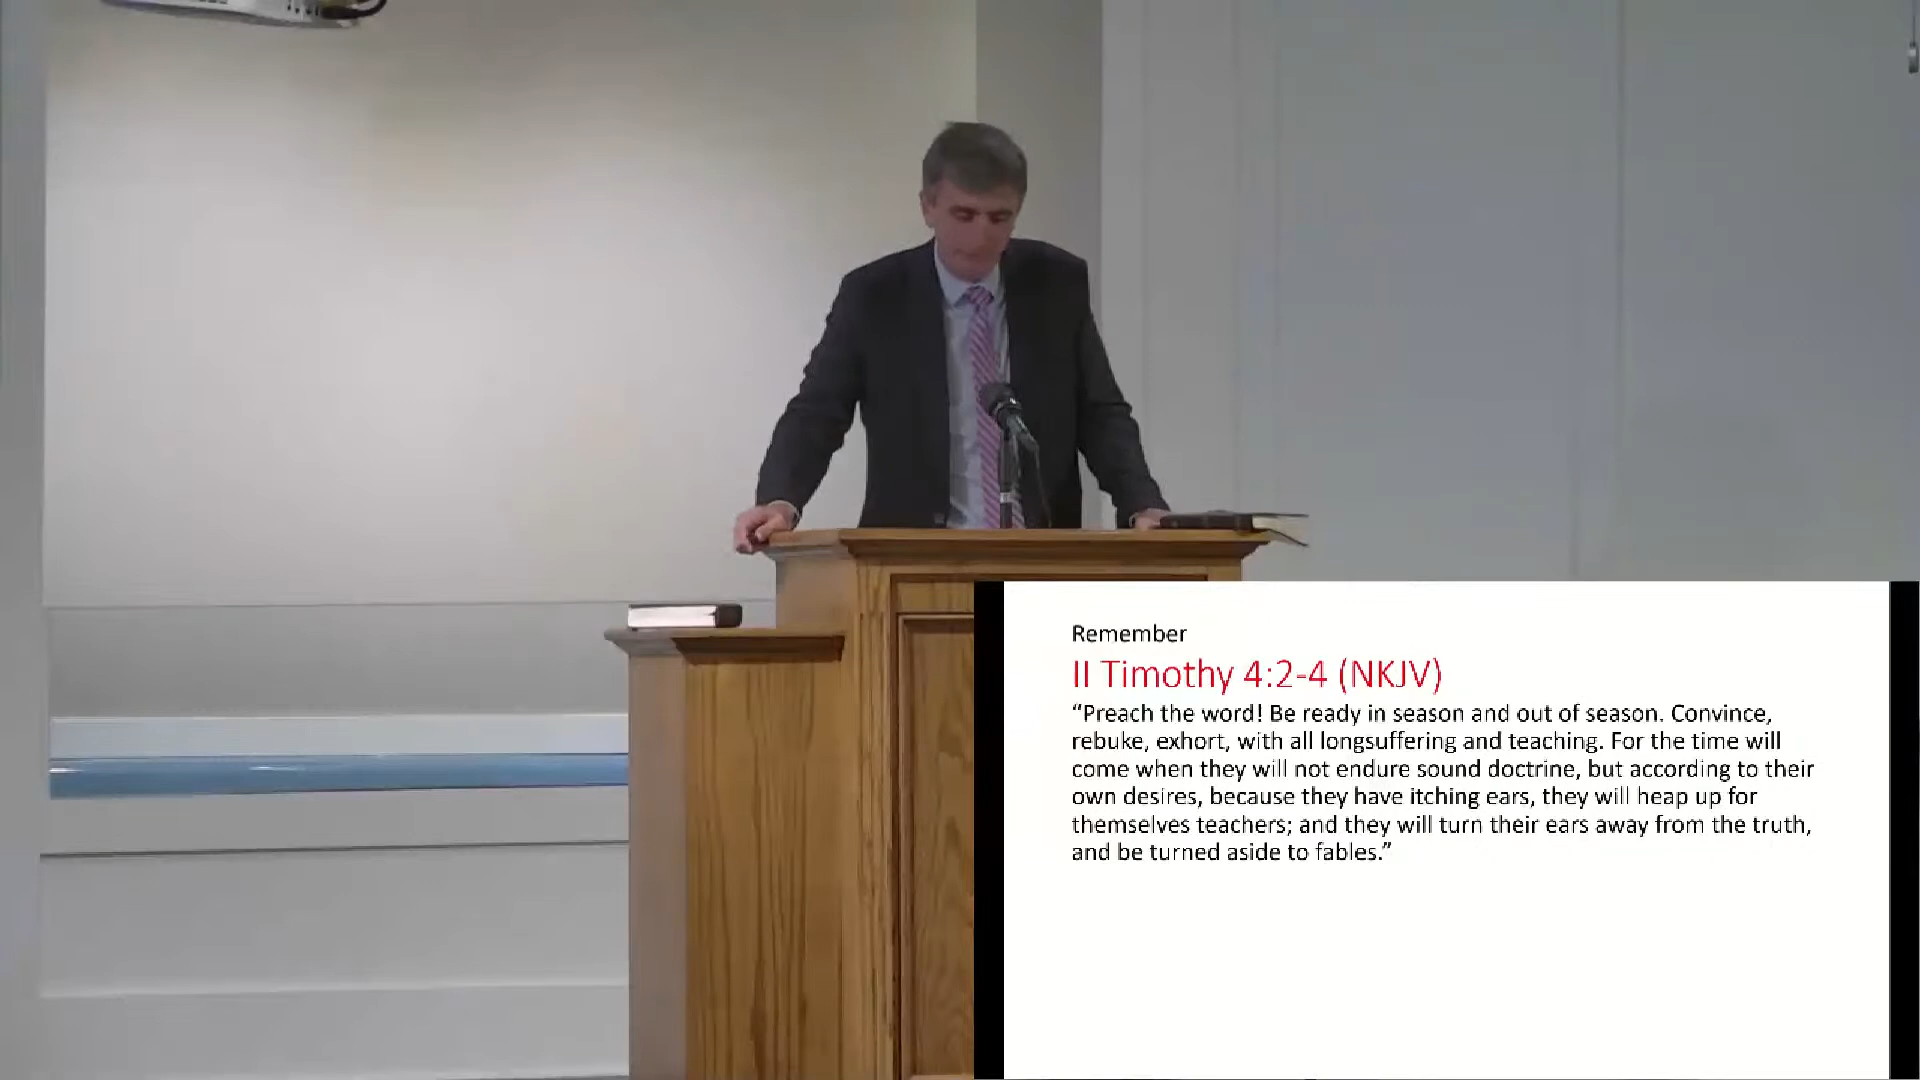 Remember
II Timothy 4:2-4 (NKJV)
“Preach the word! Be ready in season and out of season. Convince,
rebuke, exhort, with all longsuffering and teaching. For the time will
come when they will not endure sound doctrine, but according to their
own desires, because they have itching ears, they will heap up for
themselves teachers; and they will turn their ears away from the truth,
and be turned aside to fables.”